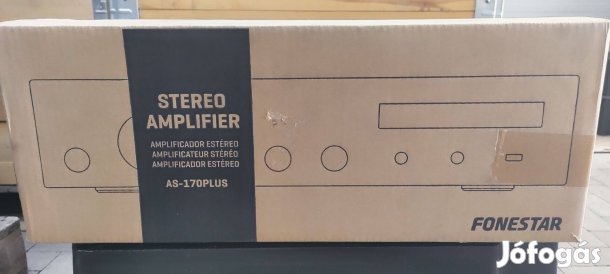 STEREO
AMPLIFIER
AMPLIFICADOR ESTÉREO
AMPLIFICATEUR STÉRÉO
AMPLIFICADOR ESTÉREO
AS-170PLUS
FONESTAR
Jófogás